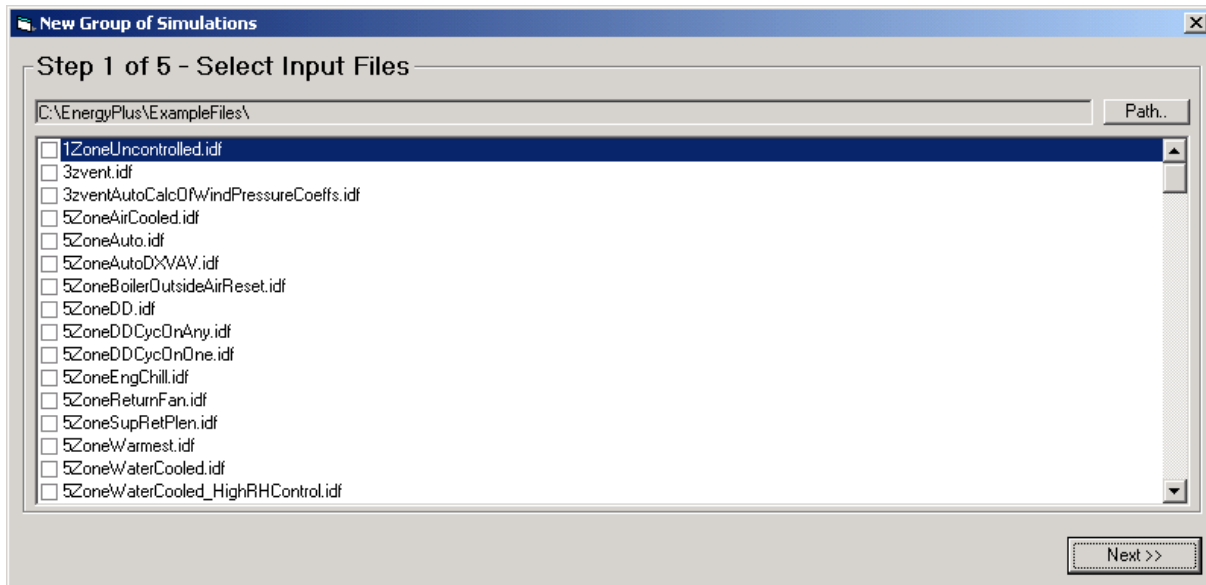 New Group of Simulations
Step 1 of 5 - Select Input Files
C:\EnergyPlus\ExampleFiles\ Path..
1ZoneUncontrolled.idf
3zvent.idf
3zventAutoCalcOfWindPressureCoeffs.idf
5ZoneAirCooled.idf
5ZoneAuto.idf
5ZoneAutoDXVAV.idf
5ZoneBoilerOutsideAirReset.idf
5ZoneDD.idf
5ZoneDDCycOnAny.idf
5ZoneDDCycOnOne.idf
5ZoneEngChill.idf
5ZoneReturnFan.idf
5ZoneSupRetPlen.idf
5ZoneWarmest.idf
5ZoneWaterCooled.idf
5ZoneWaterCooled_HighRHControl.idf
Next >>